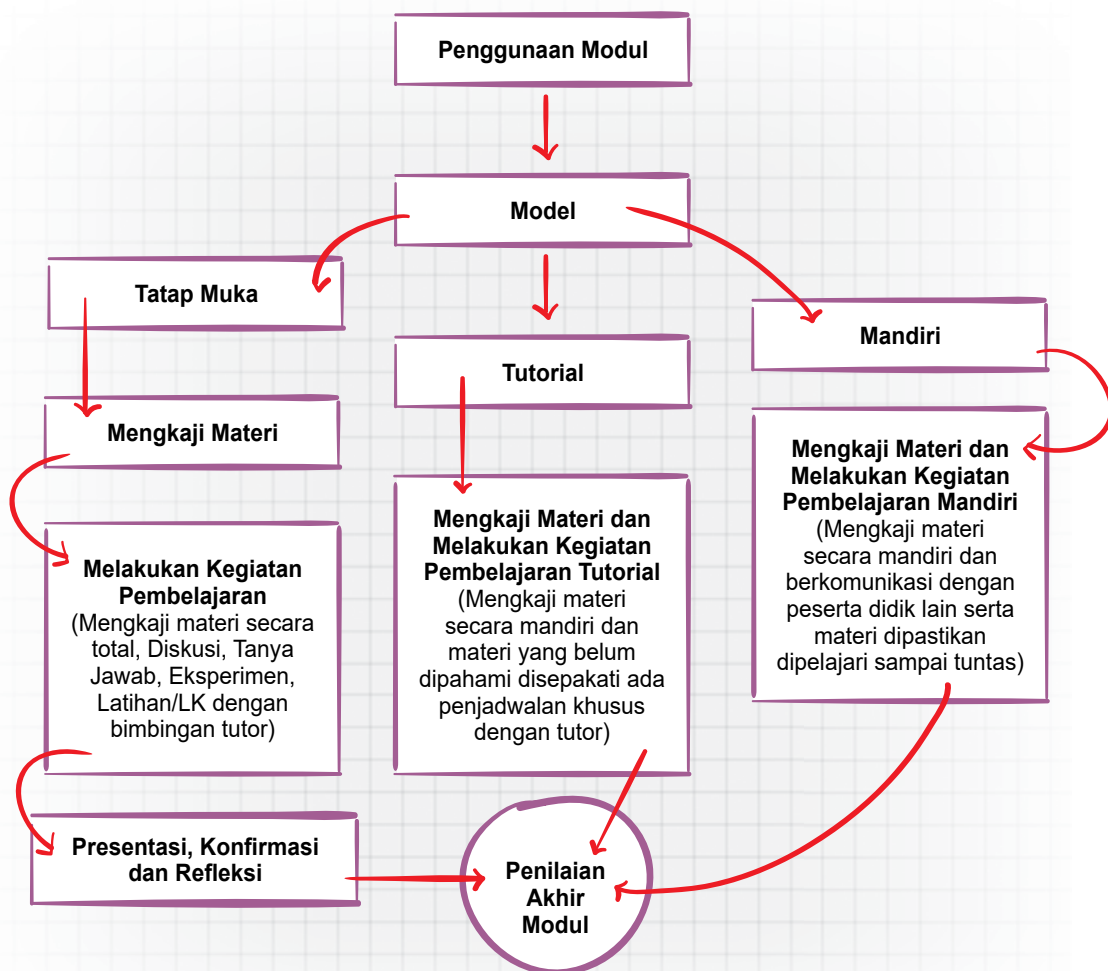 Penggunaan Modul
Model
Tatap Muka
Mengkaji Materi
Melakukan Kegiatan
Pembelajaran
(Mengkaji materi secara
total, Diskusi, Tanya
Jawab, Eksperimen,
Latihan/LK dengan
bimbingan tutor)
Presentasi, Konfirmasi
dan Refleksi
Tutorial
Mengkaji Materi dan
Melakukan Kegiatan
Pembelajaran Tutorial
(Mengkaji materi
secara mandiri dan
materi yang belum
dipahami disepakati ada
penjadwalan khusus
dengan tutor)
Mandiri
Mengkaji Materi dan
Melakukan Kegiatan
Pembelajaran Mandiri
(Mengkaji materi
secara mandiri dan
berkomunikasi dengan
peserta didik lain serta
materi dipastikan
dipelajari sampai tuntas)
Penilaian
Akhir
Modul